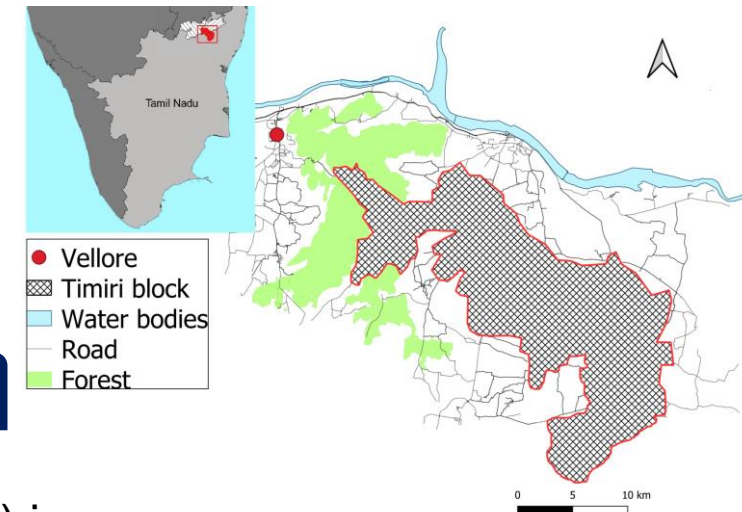 Tamil Nadu
Vellore
Timiri block
Water bodies
Road
Forest
0 5 10 km